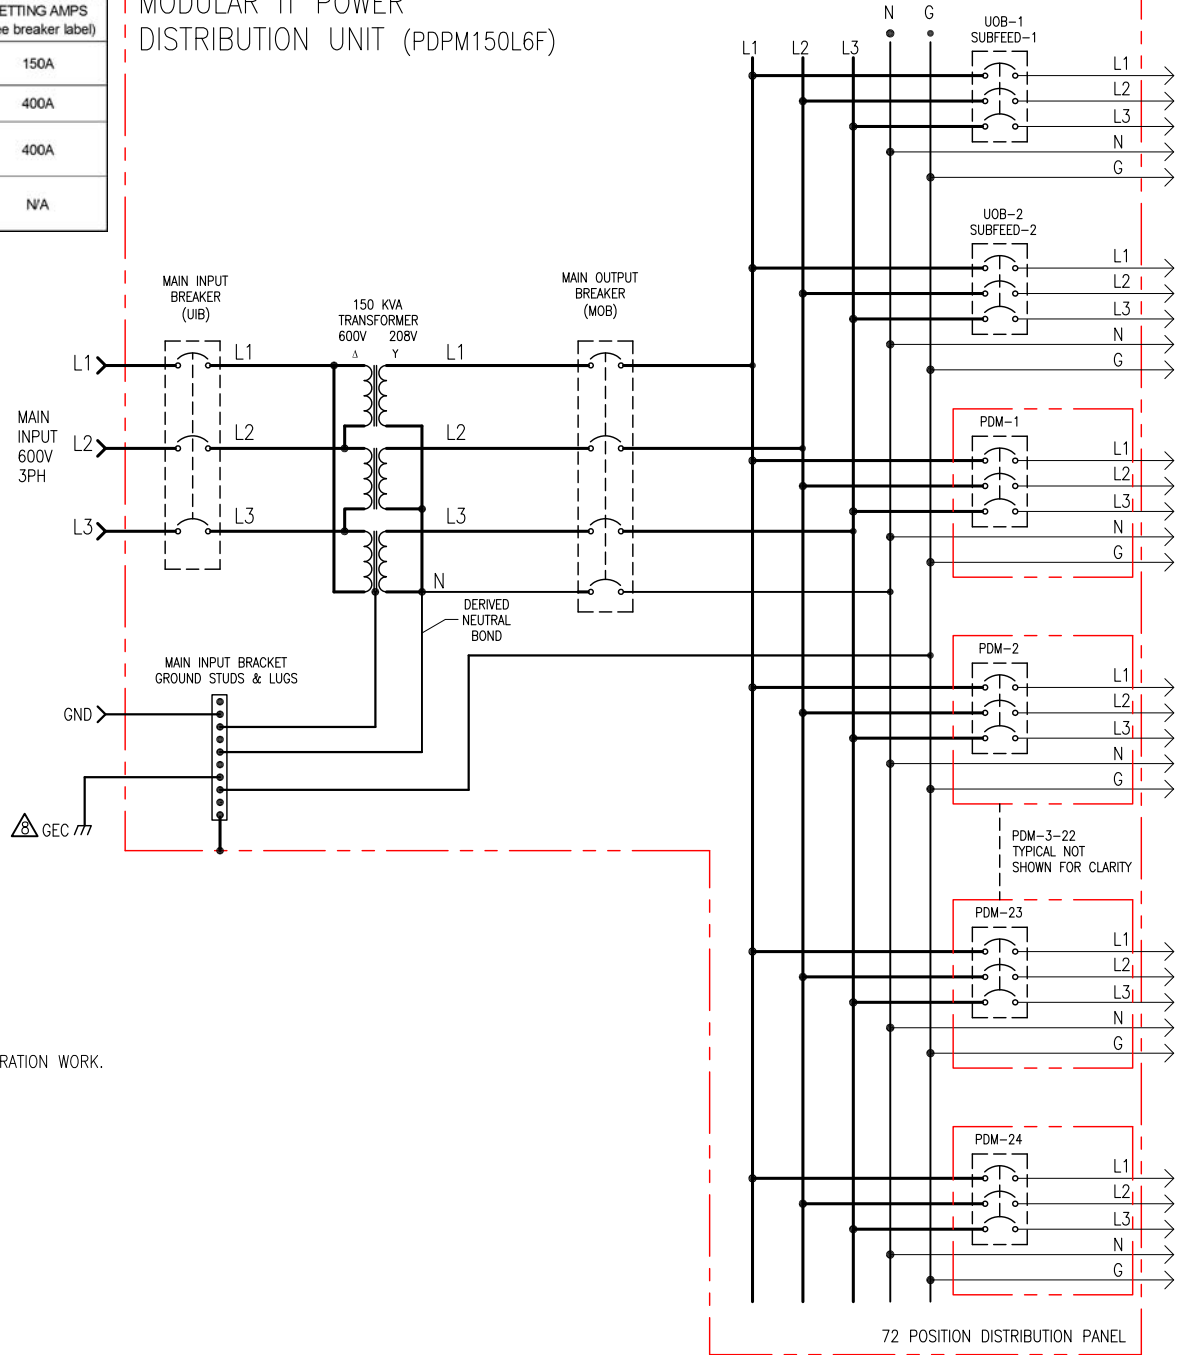 AMPS
breaker label)
150A
400A
400A
N/A
MODULAR IT POWER
DISTRIBUTION UNIT (PDPM150L6F)
L1
L2
L3
N
G
UOB-1
SUBFEED-1
L1
L2
L3
N
G
UOB-2
SUBFEED-2
L1
L2
L3
N
G
MAIN INPUT
BREAKER
(UIB)
150 KVA
TRANSFORMER
600V 208V
Δ Y
MAIN OUTPUT
BREAKER
(MOB)
L1
L1
L1
MAIN
INPUT
600V
3PH
L2
L2
L2
L3
L3
L3
N
DERIVED
NEUTRAL
BOND
PDM-1
L1
L2
L3
N
G
MAIN INPUT BRACKET
GROUND STUDS & LUGS
GND
8 GEC
PDM-2
L1
L2
L3
N
G
PDM-3-22
TYPICAL NOT
SHOWN FOR CLARITY
PDM-23
L1
L2
L3
N
G
WORK.
PDM-24
L1
L2
L3
N
G
72 POSITION DISTRIBUTION PANEL